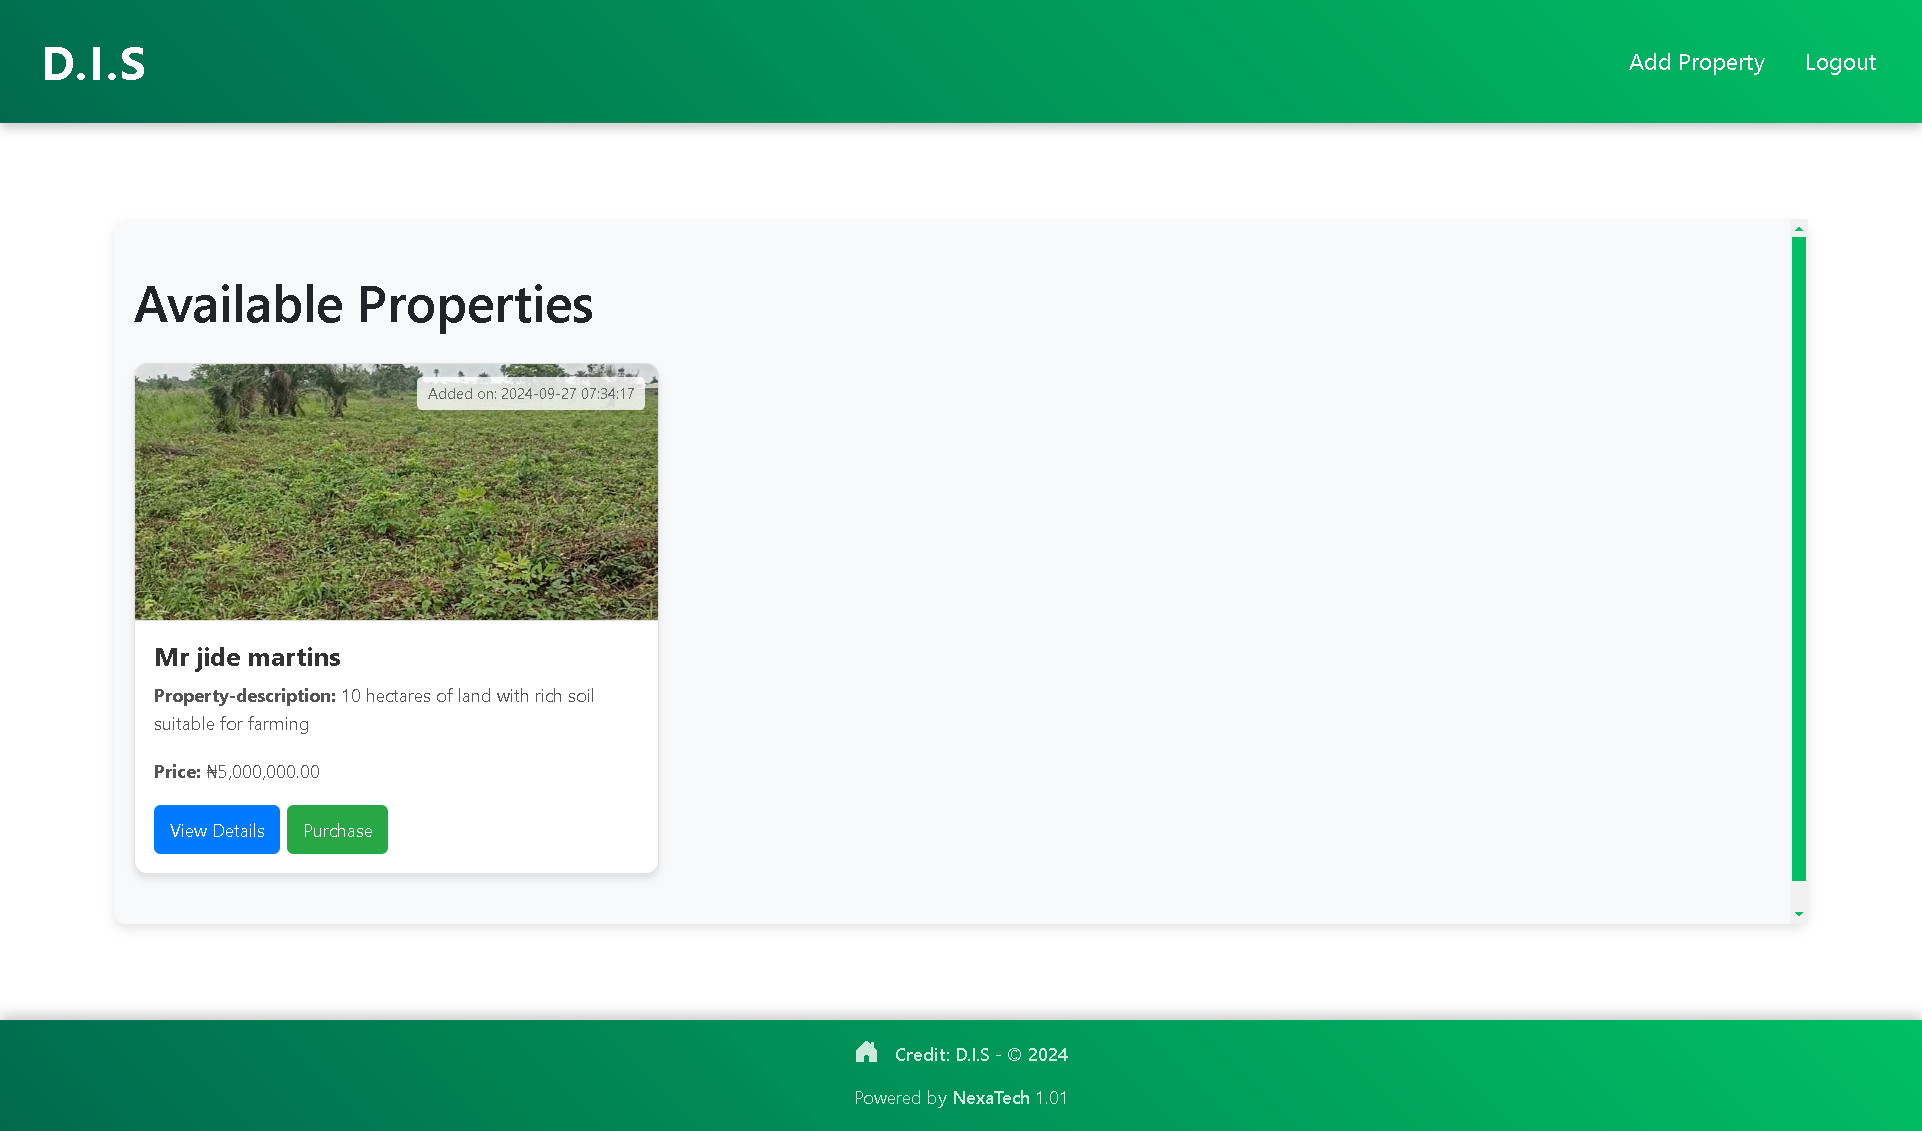 D.I.S
Add Property
Logout
Available Properties
Added on: 2024-09-27 07:34:17
Mr jide martins
Property-description: 10 hectares of land with rich soil
suitable for farming
Price: ₦5,000,000.00
View Details
Purchase
Credit: D.I.S - © 2024
Powered by NexaTech 1.01